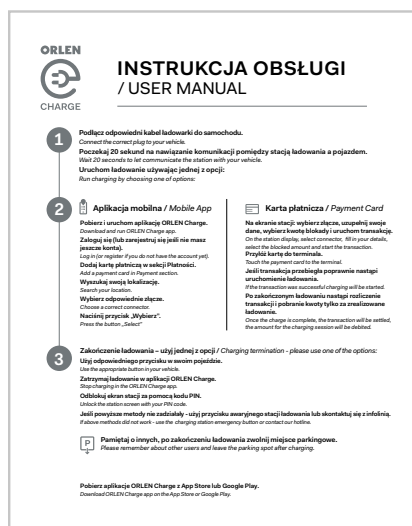 ORLEN
CHARGE
INSTRUKCJA OBSŁUGI
/ USER MANUAL
1
Podłącz odpowiedni kabel ładowarki do samochodu.
Connect the correct plug to your vehicle.
Poczekaj 20 sekund na nawiązanie komunikacji pomiędzy stacją ładowania a pojazdem.
Wait 20 seconds to let communicate the station with your vehicle.
Uruchom ładowanie używając jednej z opcji:
Run charging by choosing one of options:
2
Aplikacja mobilna / Mobile App
Pobierz i uruchom aplikację ORLEN Charge.
Download and run ORLEN Charge app.
Zaloguj się (lub zarejestruj się jeśli nie masz
jeszcze konta).
Log in (or register if you do not have the account yet).
Dodaj kartę płatniczą w sekcji Płatności.
Add a payment card in Payment section.
Wyszukaj swoją lokalizację.
Search your location.
Wybierz odpowiednie złącze.
Choose a correct connector.
Naciśnij przycisk „Wybierz”.
Press the button „Select”
Karta płatnicza / Payment Card
Na ekranie stacji: wybierz złącze, uzupełnij swoje
dane, wybierz kwotę blokady i uruchom transakcję.
On the station display, select connector, fill in your details,
select the blocked amount and start the transaction.
Przyłóż kartę do terminala.
Touch the payment card to the terminal.
Jeśli tranzakcja przebiegła poprawnie nastąpi
uruchomienie ładowania.
If the transaction was successful charging will be started.
Po zakończonym ładowaniu nastąpi rozliczenie
transakcji i pobranie kwoty tylko za zrealizowane
ładowanie.
Once the charge is complete, the transaction will be settled,
the amount for the charging session will be debited.
3
Zakończenie ładowania – użyj jednej z opcji / Charging termination - please use one of the options:
Użyj odpowiedniego przycisku w swoim pojeździe.
Use the appropriate button in your vehicle.
Zatrzymaj ładowanie w aplikacji ORLEN Charge.
Stop charging in the ORLEN Charge app.
Odblokuj ekran stacji za pomocą kodu PIN.
Unlock the station screen with your PIN code.
Jeśli powyższe metody nie zadziałały - użyj przycisku awaryjnego stacji ładowania lub skontaktuj się z infolinią.
If above methods did not work - use the charging station emergency button or contact our hotline.
P
Pamiętaj o innych, po zakończeniu ładowania zwolnij miejsce parkingowe.
Please remember about other users and leave the parking spot after charging.
Pobierz aplikacje ORLEN Charge z App Store lub Google Play.
Download ORLEN Charge app on the App Store or Google Play.